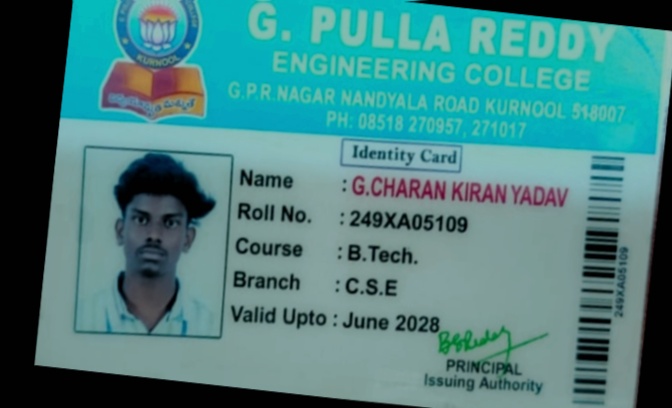 KURNOOL
G. PULLA REDDY
ENGINEERING COLLEGE
G.P.R.NAGAR NANDYALA ROAD KURNOOL 518007
PH: 08518 270957, 271017
Identity Card
Name : G.CHARAN KIRAN YADAV
Roll No. : 249XA05109
Course : B.Tech.
Branch : C.S.E
Valid Upto : June 2028
PRINCIPAL
Issuing Authority
249XA05109